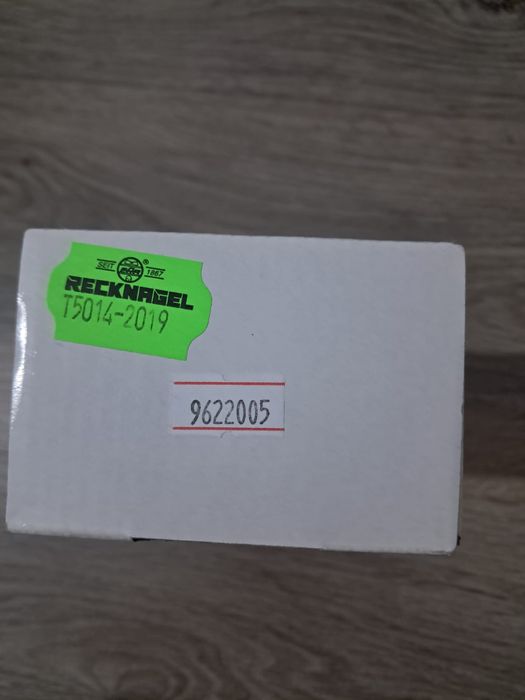 SEIT 1867
RECKNAGEL
T5014-2019
9622005